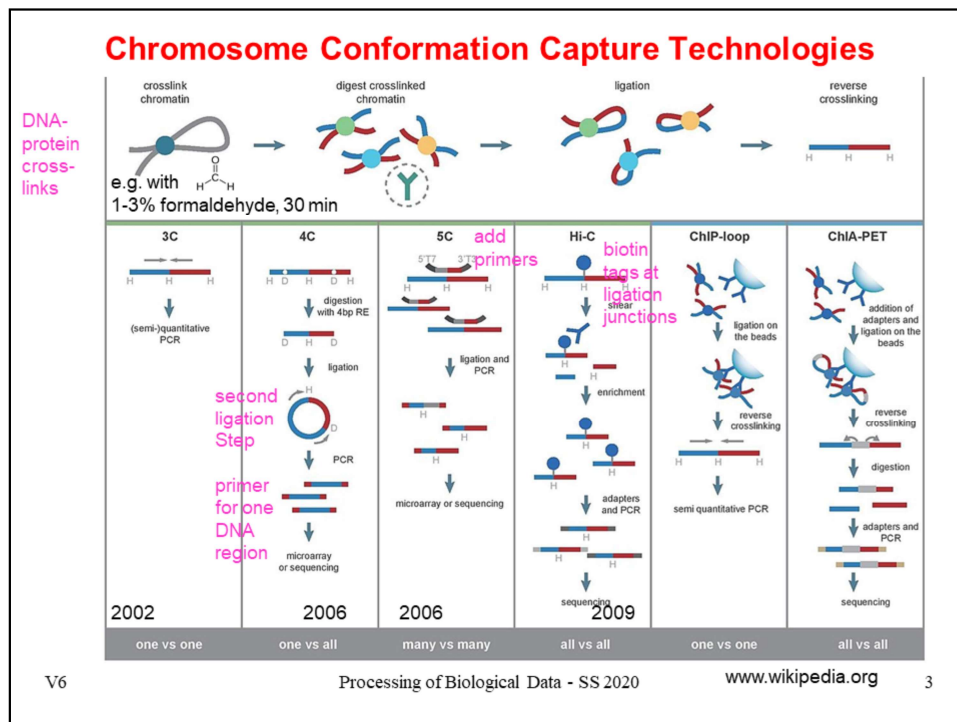 Chromosome Conformation Capture Technologies
crosslink
chromatin
digest crosslinked
chromatin
ligation
reverse
crosslinking
DNA-
protein
cross-
links
O
H H
H H H
e.g. with
1-3% formaldehyde, 30 min
3C
H H H
(semi-)quantitative
PCR
2002
one vs one
4C
H D H D H
digestion
with 4bp RE
D H D
ligation
H
D
second
ligation
Step
PCR
primer
for one
DNA
region
microarray
or sequencing
2006
one vs all
5C
add
primers
5'T7 3'T3
H H H
ligation and
PCR
H
H
H
microarray or sequencing
2006
many vs many
Hi-C
biotin
tags at
ligation
junctions
H H H
shear
H
enrichment
H
H H
adapters
and PCR
H
H H
sequencing
2009
all vs all
ChIP-loop
ligation on
the beads
reverse
crosslinking
H H H
semi quantitative PCR
one vs one
ChIA-PET
addition of
adapters and
ligation on the
beads
reverse
crosslinking
digestion
adapters and
PCR
sequencing
all vs all
V6
Processing of Biological Data - SS 2020
www.wikipedia.org
3